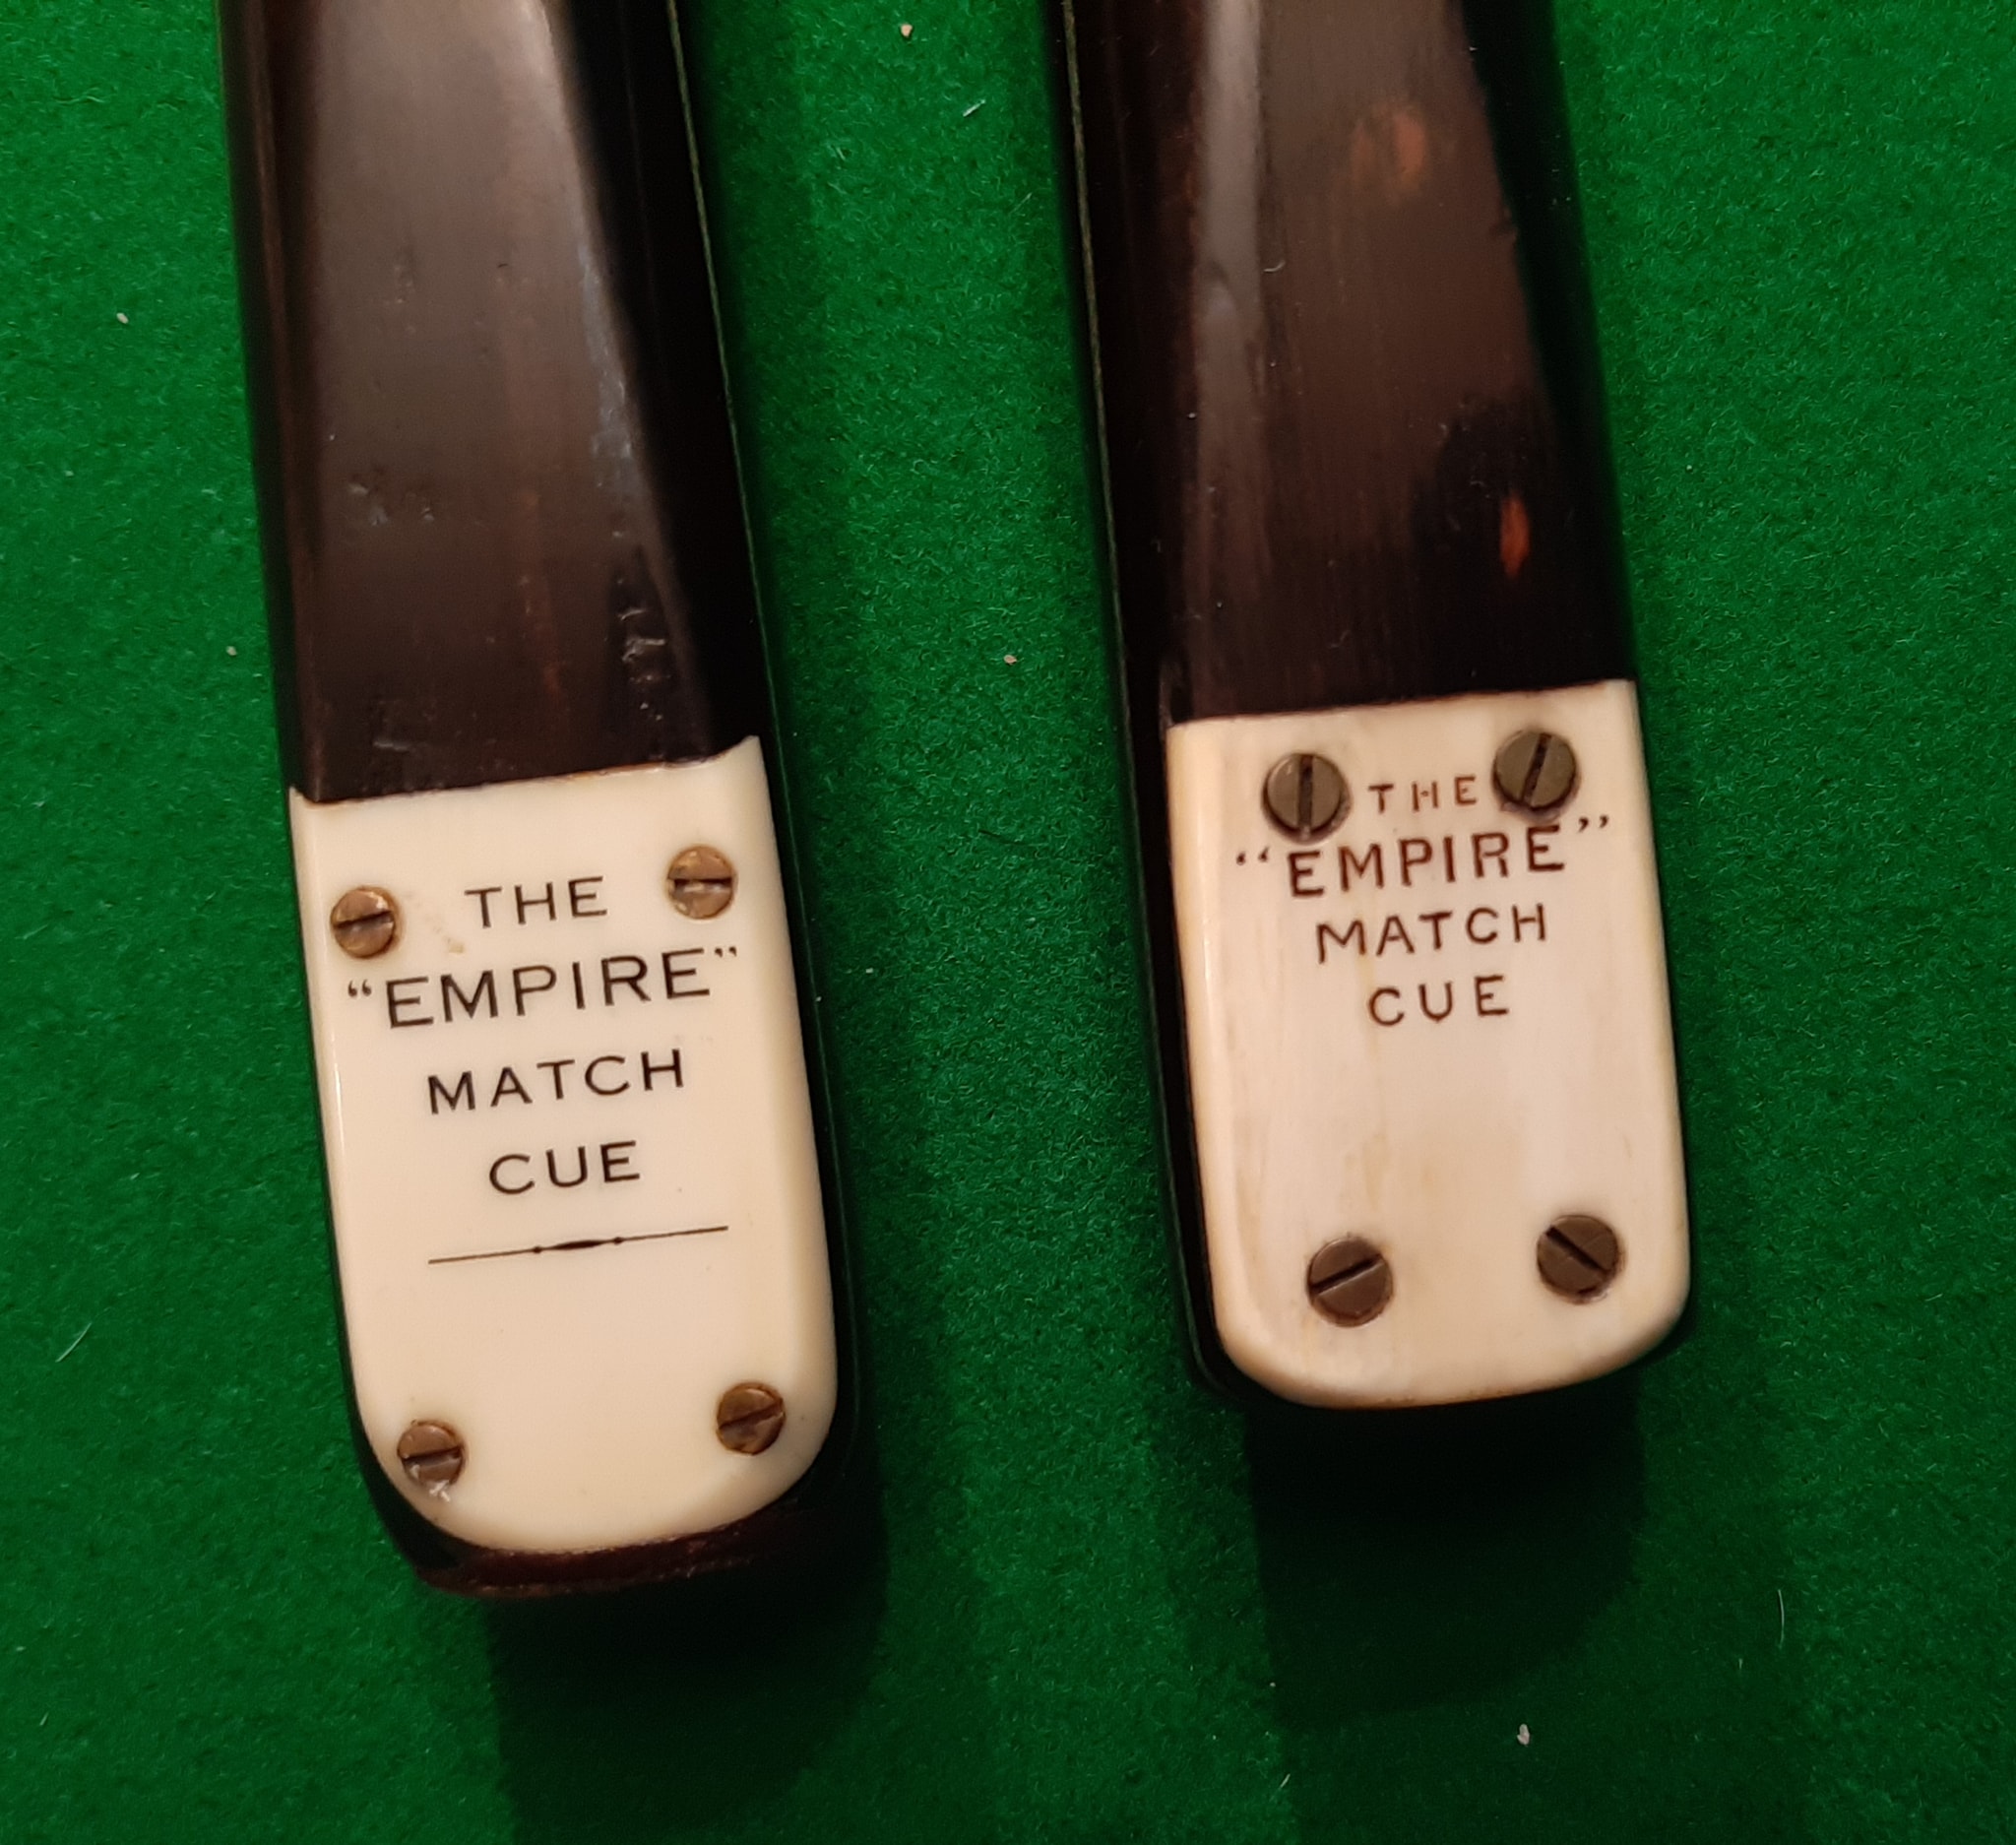 THE
“EMPIRE”
MATCH
CUE
THE
“EMPIRE”
MATCH
CUE